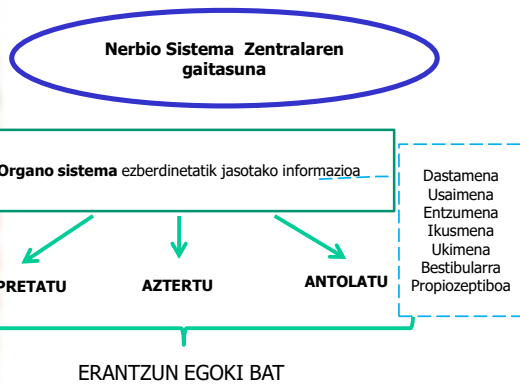 Nerbio Sistema Zentralaren
gaitasuna
Organo sistema ezberdinetatik jasotako informazioa
Dastamena
Usaimena
Entzumena
Ikusmena
Ukimena
Bestibularra
Propiozeptiboa
PRETATU
AZTERTU
ANTOLATU
ERANTZUN EGOKI BAT